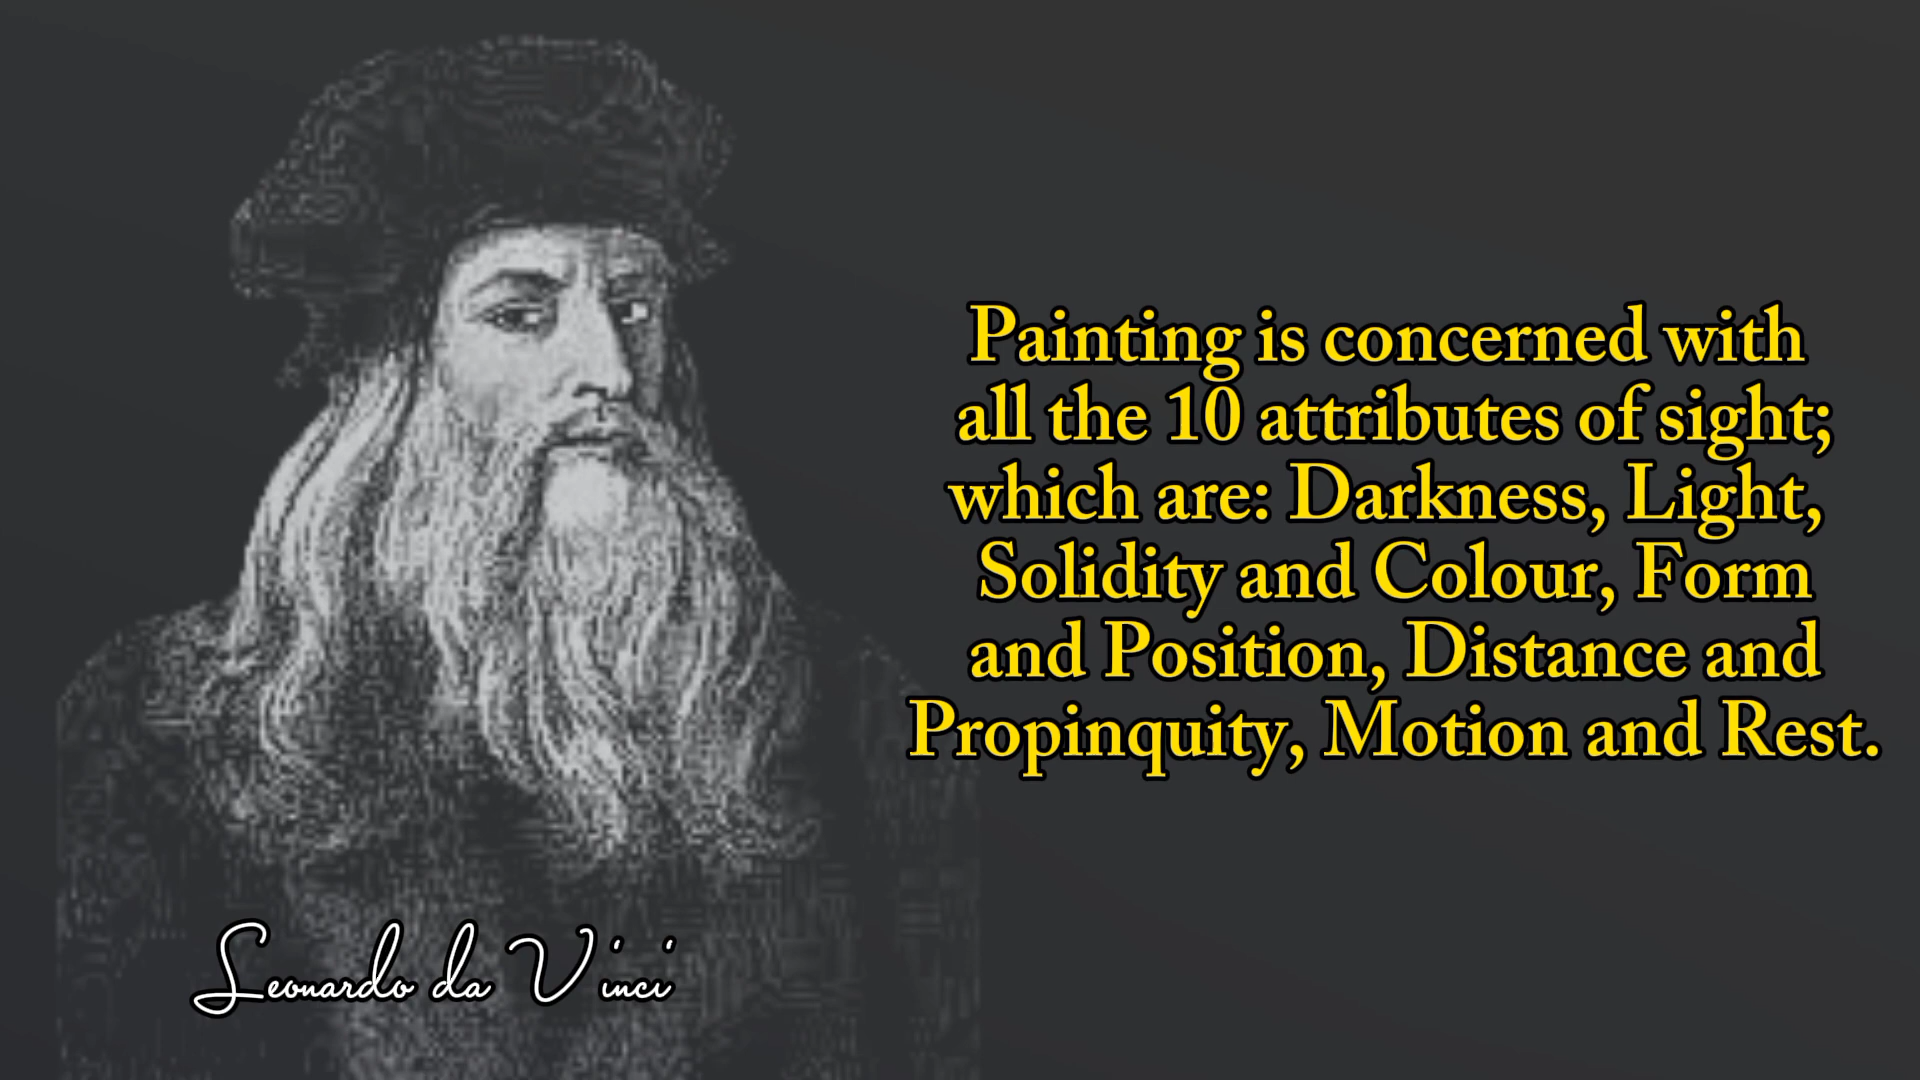 Painting is concerned with
all the 10 attributes of sight;
which are: Darkness, Light,
Solidity and Colour, Form
and Position, Distance and
Propinquity, Motion and Rest.
Leonardo da Vinci